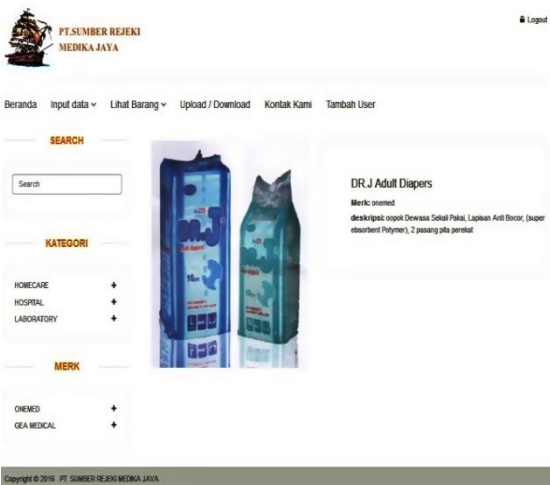 PT.SUMBER REJEKI
MEDIKA JAYA
Logout
Beranda Input data Lihat Barang Upload / Download Kontak Kami Tambah User
SEARCH
Search
KATEGORI
HOMECARE +
HOSPITAL +
LABORATORY +
MERK
ONEMED +
GEA MEDICAL +
DR.J Adult Diapers
Merk: onemed
deskripsi: popok Dewasa Sekali Pakai, Lapisan Anti Bocor, (super
ebsorbent Polymer), 2 pasang pita perekat
Copyright © 2016 . PT. SUMBER REJEKI MEDIKA JAYA